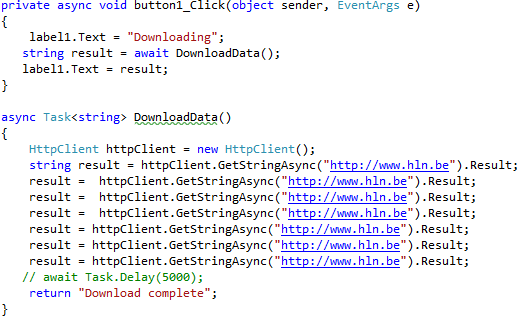 private async void button1_Click(object sender, EventArgs e)
{
label1.Text = "Downloading";
string result = await DownloadData();
label1.Text = result;
}
async Task<string> DownloadData()
{
HttpClient httpClient = new HttpClient();
string result = httpClient.GetStringAsync("http://www.hln.be").Result;
result =  httpClient.GetStringAsync("http://www.hln.be").Result;
result =  httpClient.GetStringAsync("http://www.hln.be").Result;
result =  httpClient.GetStringAsync("http://www.hln.be").Result;
result = httpClient.GetStringAsync("http://www.hln.be").Result;
result = httpClient.GetStringAsync("http://www.hln.be").Result;
result = httpClient.GetStringAsync("http://www.hln.be").Result;
// await Task.Delay(5000);
return "Download complete";
}